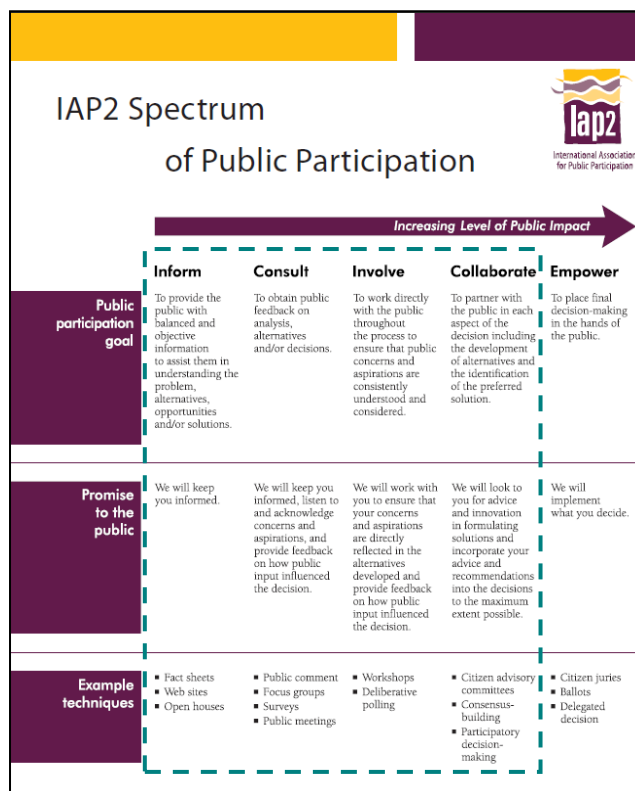 IAP2 Spectrum
of Public Participation
Iap2
International Association
for Public Participation
Increasing Level of Public Impact
Inform
Consult
Involve
Collaborate
Empower
Public
participation
goal
To provide the
public with
balanced and
objective
information
to assist them in
understanding the
problem,
alternatives,
opportunities
and/or solutions.
To obtain public
feedback on
analysis,
alternatives
and/or decisions.
To work directly
with the public
throughout
the process to
ensure that public
concerns and
aspirations are
consistently
understood and
considered.
To partner with
the public in each
aspect of the
decision including
the development
of alternatives and
the identification
of the preferred
solution.
To place final
decision-making
in the hands of
the public.
Promise
to the
public
We will keep
you informed.
We will keep you
informed, listen to
and acknowledge
concerns and
aspirations, and
provide feedback
on how public
input influenced
the decision.
We will work with
you to ensure that
your concerns
and aspirations
are directly
reflected in the
alternatives
developed and
provide feedback
on how public
input influenced
the decision.
We will look to
you for advice
and innovation
in formulating
solutions and
incorporate your
advice and
recommendations
into the decisions
to the maximum
extent possible.
We will
implement
what you decide.
Example
techniques
▪ Fact sheets
▪ Web sites
▪ Open houses
▪ Public comment
▪ Focus groups
▪ Surveys
▪ Public meetings
▪ Workshops
▪ Deliberative
polling
▪ Citizen advisory
committees
▪ Consensus-
building
▪ Participatory
decision-
making
▪ Citizen juries
▪ Ballots
▪ Delegated
decision